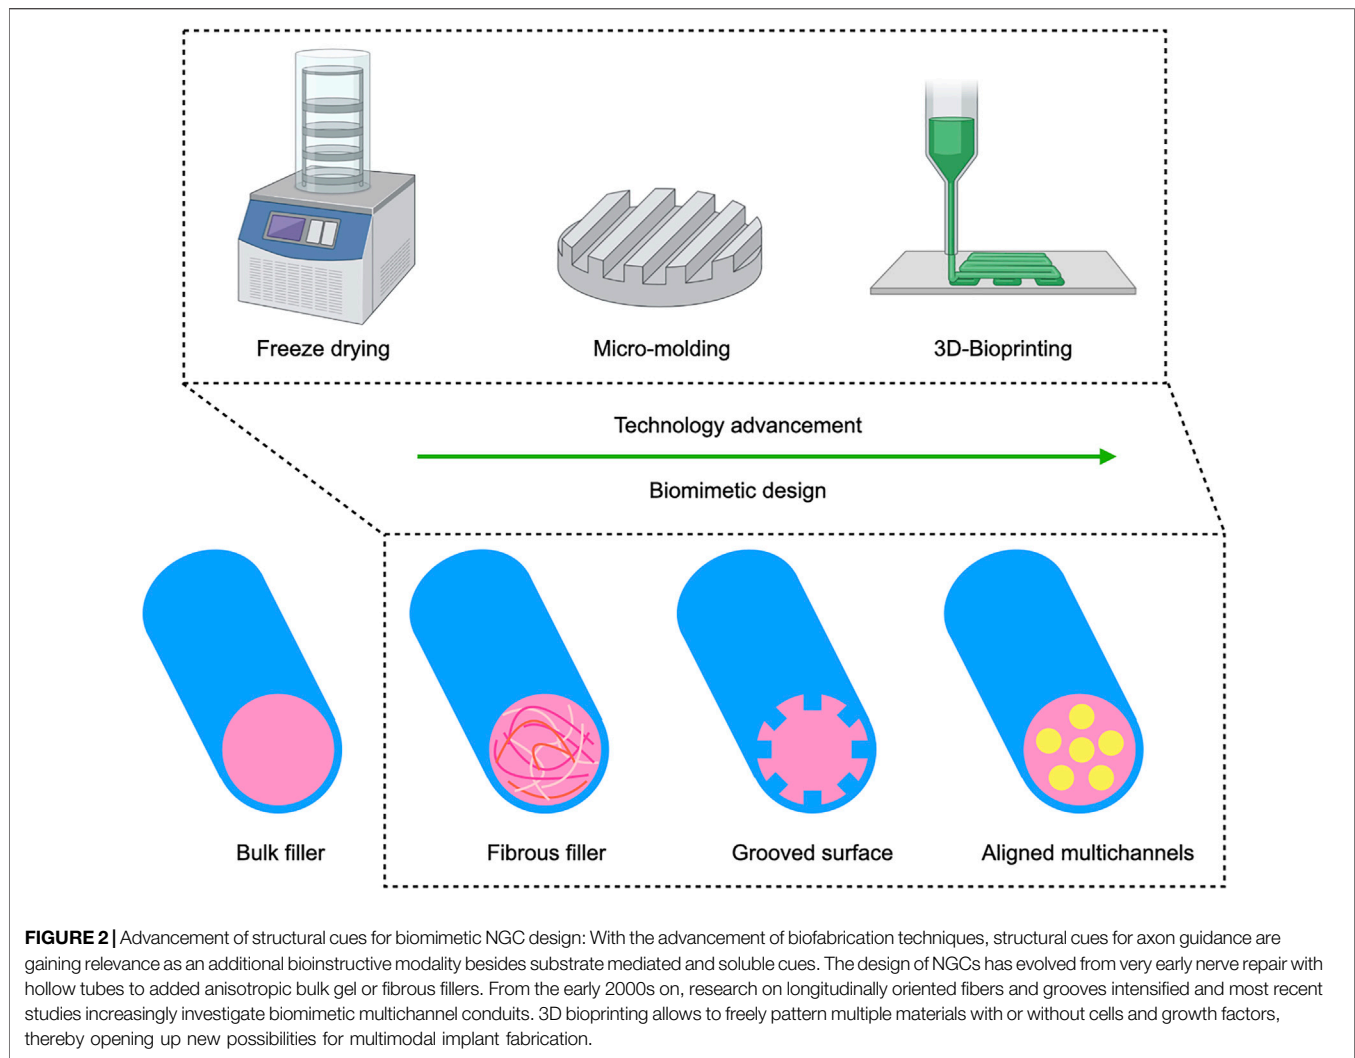 Freeze drying
Micro-molding
3D-Bioprinting
Technology advancement
Biomimetic design
Bulk filler
Fibrous filler
Grooved surface
Aligned multichannels
FIGURE 2 | Advancement of structural cues for biomimetic NGC design: With the advancement of biofabrication techniques, structural cues for axon guidance are
gaining relevance as an additional bioinstructive modality besides substrate mediated and soluble cues. The design of NGCs has evolved from very early nerve repair with
hollow tubes to added anisotropic bulk gel or fibrous fillers. From the early 2000s on, research on longitudinally oriented fibers and grooves intensified and most recent
studies increasingly investigate biomimetic multichannel conduits. 3D bioprinting allows to freely pattern multiple materials with or without cells and growth factors,
thereby opening up new possibilities for multimodal implant fabrication.